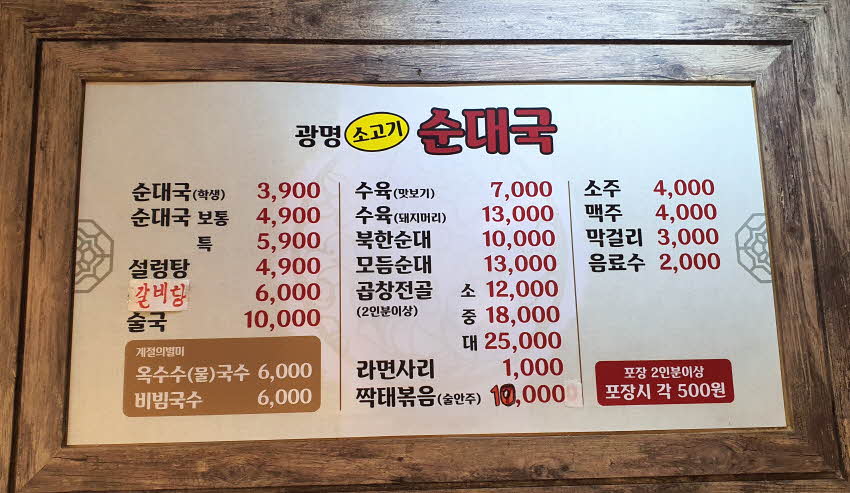 광명 소고기 순대국
순대국(학생) 3,900
순대국 보통 4,900
특 5,900
설렁탕 4,900
갈비탕 6,000
술국 10,000
계절의별미
옥수수(물)국수 6,000
비빔국수 6,000
수육(맛보기) 7,000
수육(돼지머리) 13,000
북한순대 10,000
모듬순대 13,000
곱창전골 소 12,000
(2인분이상) 중 18,000
대 25,000
라면사리 1,000
짝태볶음(술안주) 10,000
소주 4,000
맥주 4,000
막걸리 3,000
음료수 2,000
포장 2인분이상
포장시 각 500원